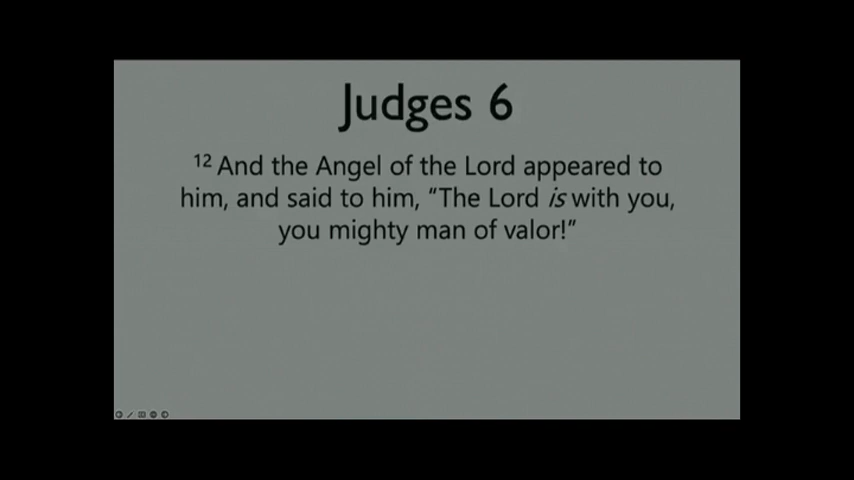 Judges 6
12 And the Angel of the Lord appeared to
him, and said to him, “The Lord is with you,
you mighty man of valor!”